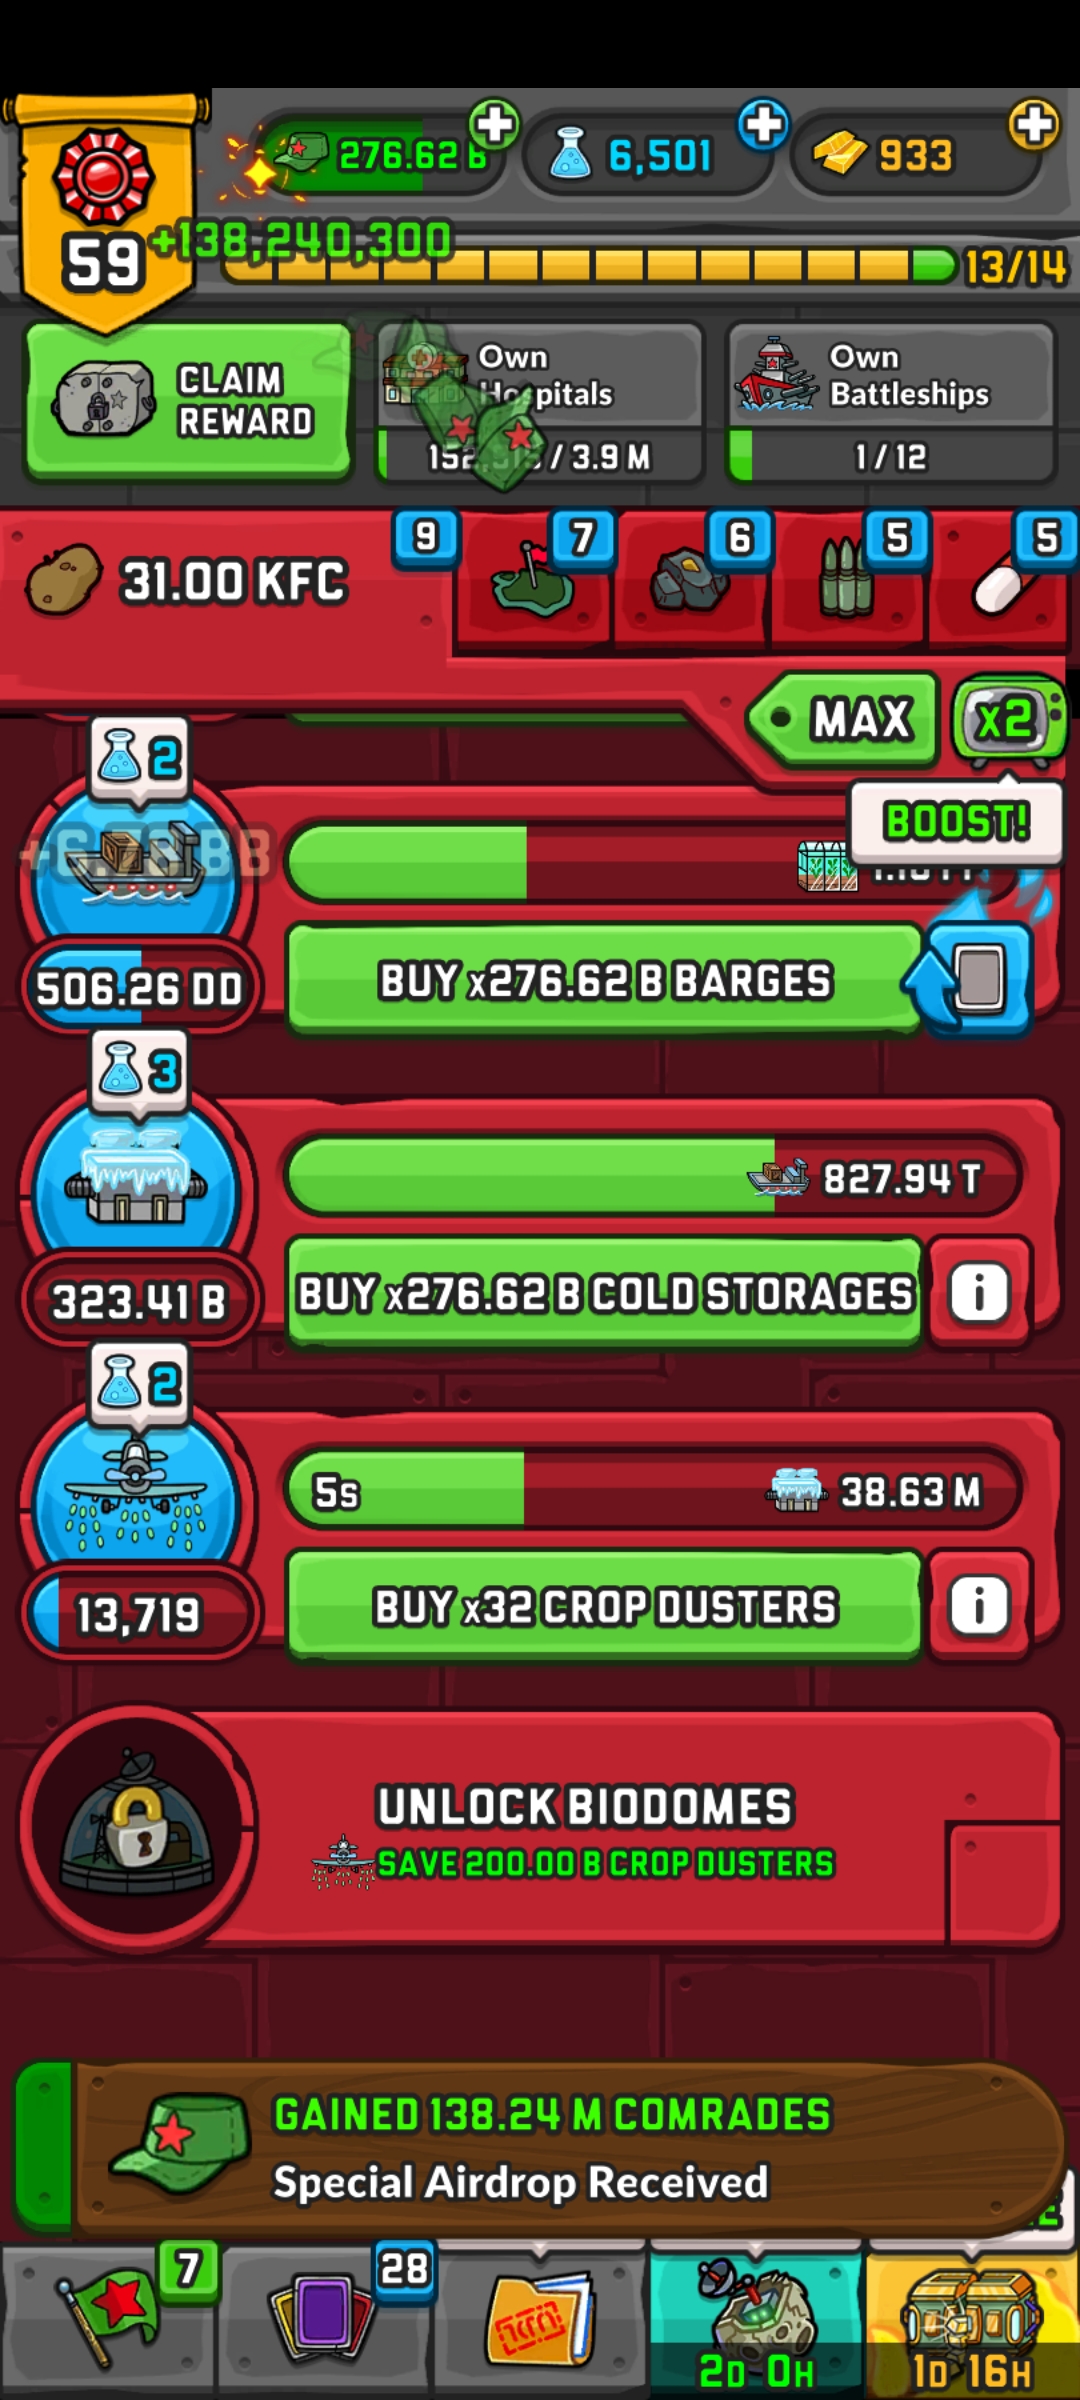 276.62 B
6,501
933
59
+138,240,300
13/14
CLAIM
REWARD
Own
Hospitals
/ 3.9 M
Own
Battleships
1 / 12
31.00 KFC
9
7
6
5
5
MAX
x2
BOOST!
2
506.26 DD
BUY x276.62 B BARGES
3
827.94 T
323.41 B
BUY x276.62 B COLD STORAGES
i
2
5s
38.63 M
13,719
BUY x32 CROP DUSTERS
i
UNLOCK BIODOMES
SAVE 200.00 B CROP DUSTERS
GAINED 138.24 M COMRADES
Special Airdrop Received
7
28
2D 0H
1D 16H